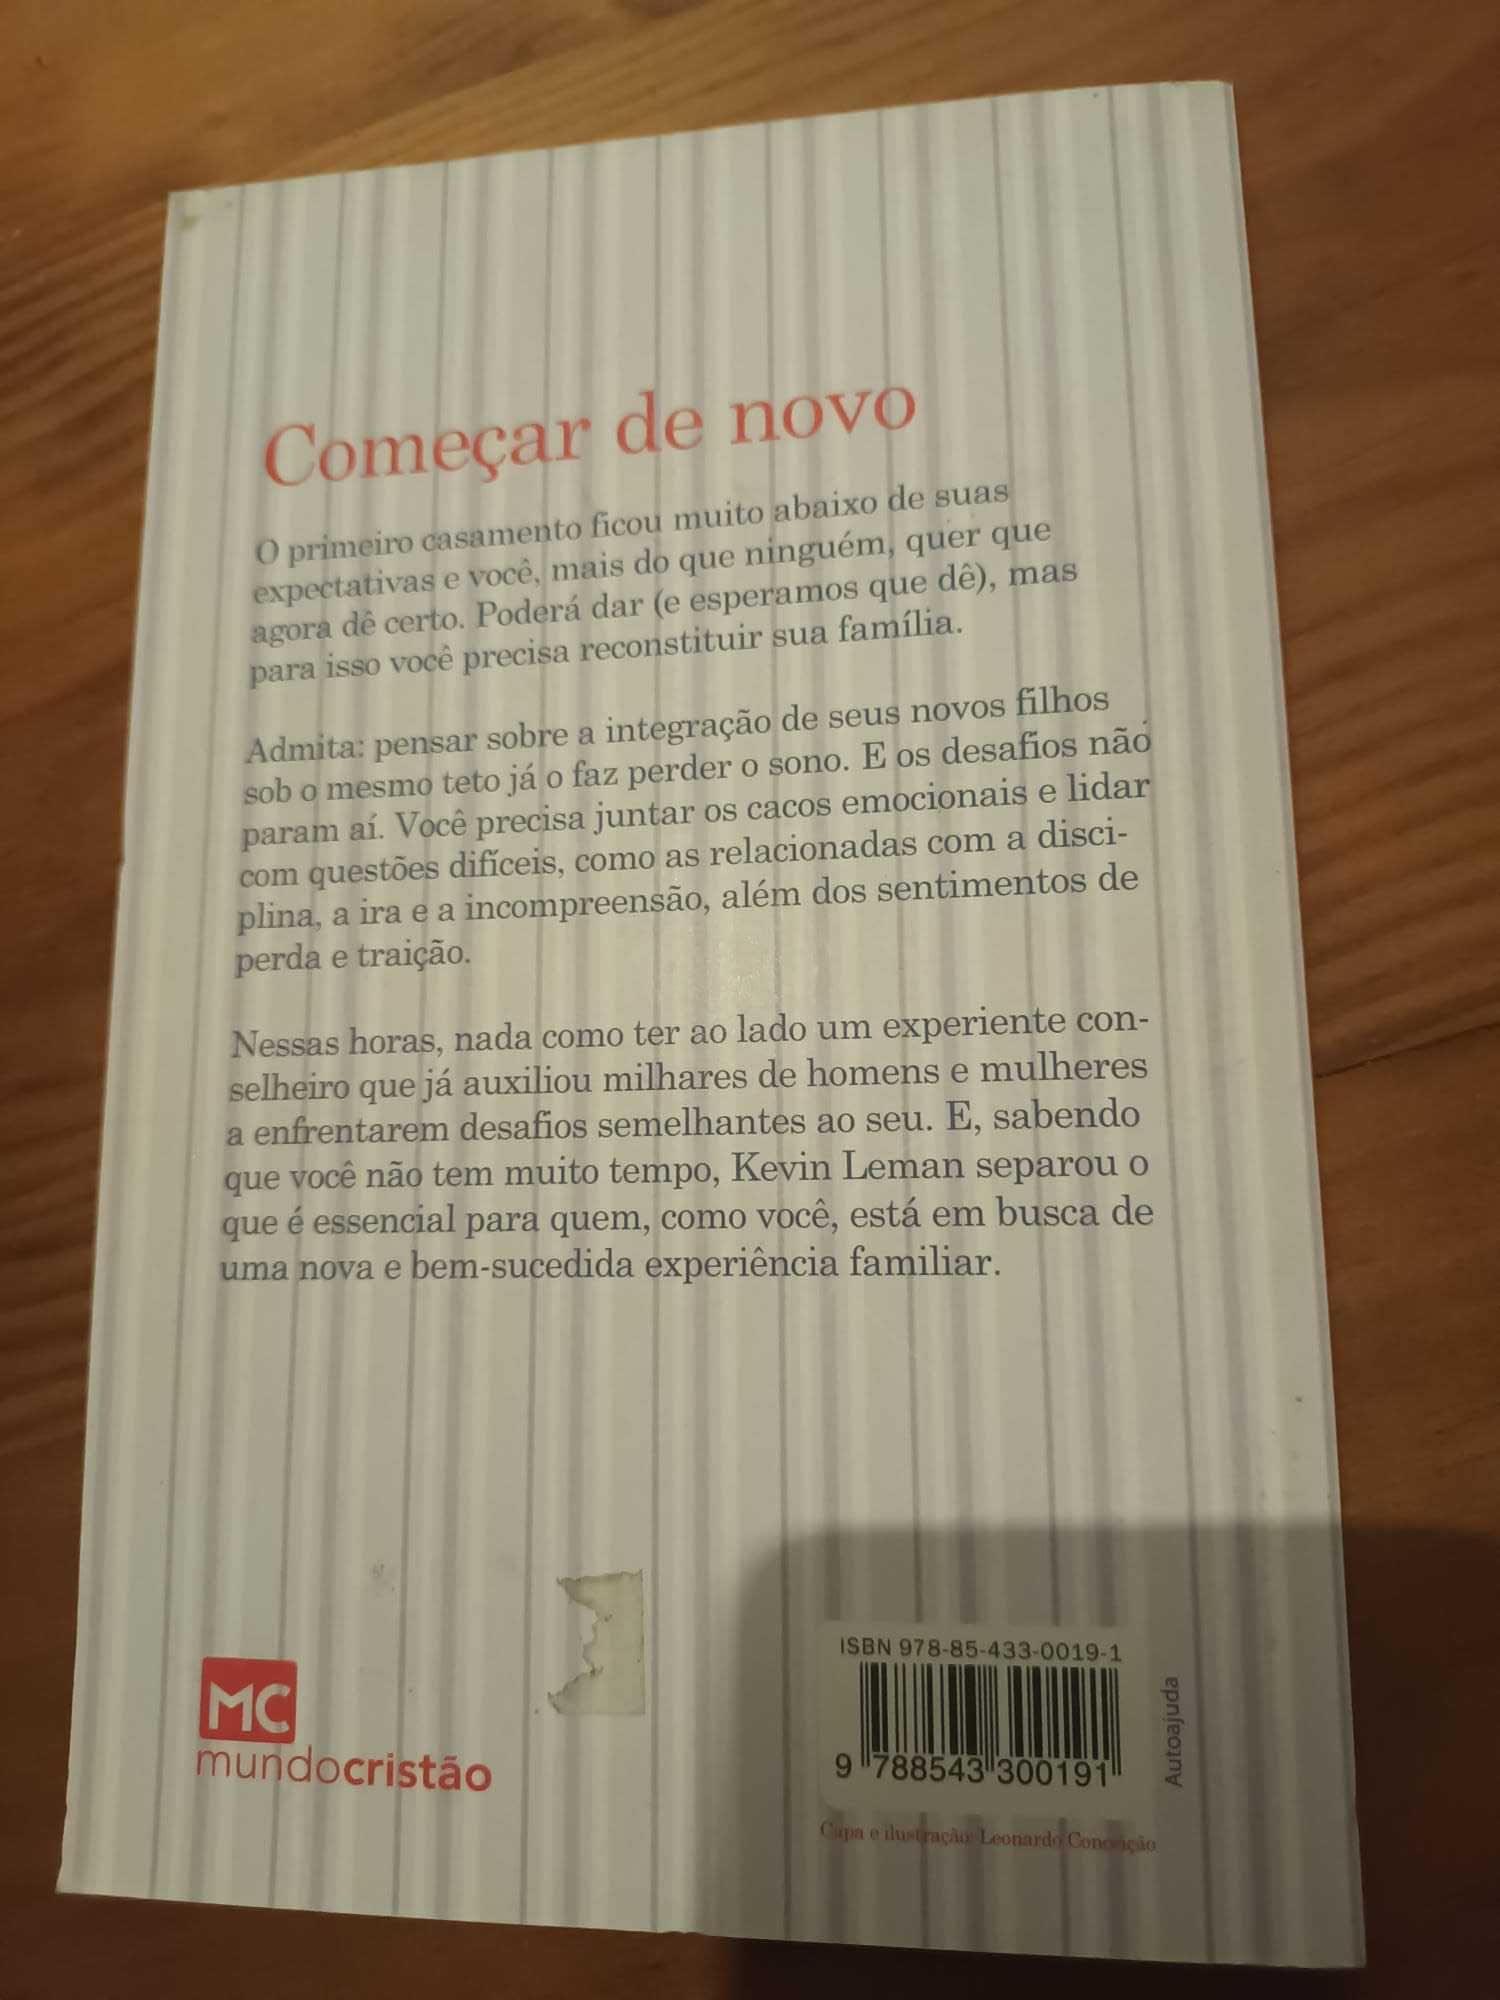 Começar de novo
O primeiro casamento ficou muito abaixo de suas
expectativas e você, mais do que ninguém, quer que
agora dê certo. Poderá dar (e esperamos que dê), mas
para isso você precisa reconstituir sua família.
Admita: pensar sobre a integração de seus novos filhos
sob o mesmo teto já o faz perder o sono. E os desafios não
param aí. Você precisa juntar os cacos emocionais e lidar
com questões difíceis, como as relacionadas com a disci-
plina, a ira e a incompreensão, além dos sentimentos de
perda e traição.
Nessas horas, nada como ter ao lado um experiente con-
selheiro que já auxiliou milhares de homens e mulheres
a enfrentarem desafios semelhantes ao seu. E, sabendo
que você não tem muito tempo, Kevin Leman separou o
que é essencial para quem, como você, está em busca de
uma nova e bem-sucedida experiência familiar.
MC
mundocristão
ISBN 978-85-433-0019-1
9 788543 300191
Autoajuda
Capa e ilustração: Leonardo Conceição